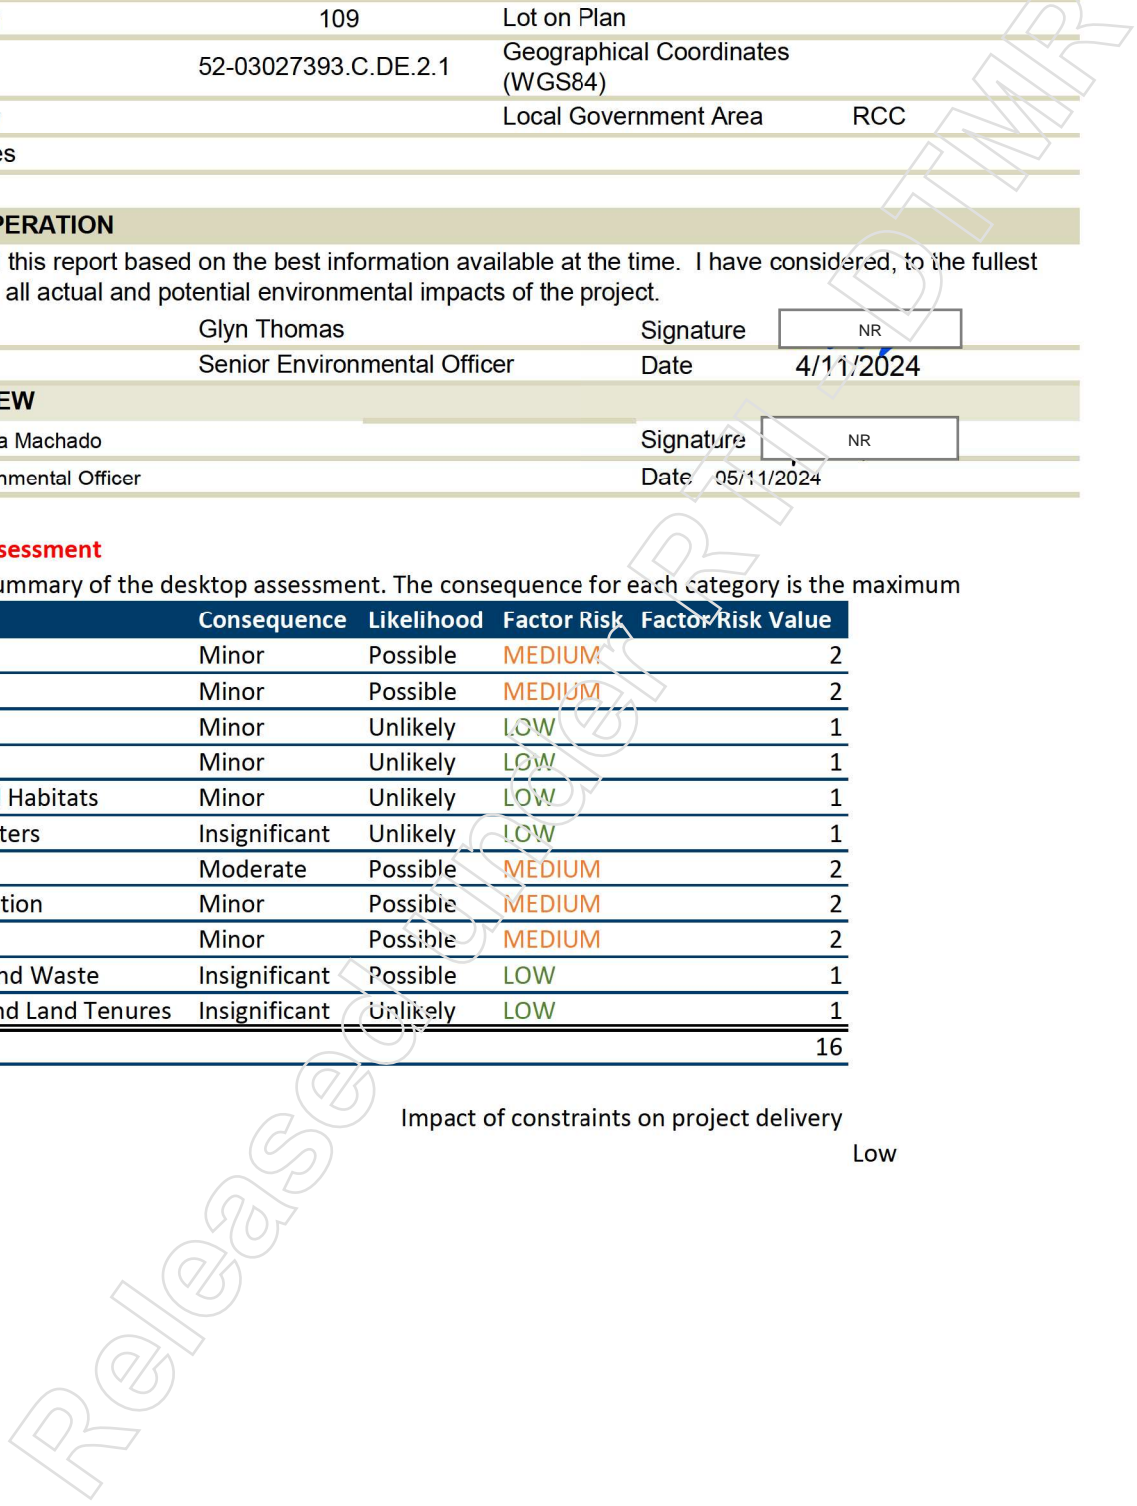 109 Lot on Plan
52-03027393.C.DE.2.1 Geographical Coordinates (WGS84)
Local Government Area RCC
es
PERATION
this report based on the best information available at the time. I have considered, to the fullest
all actual and potential environmental impacts of the project.
Glyn Thomas Signature NR
Senior Environmental Officer Date 4/11/2024
EW
a Machado Signature NR
nmental Officer Date 05/11/2024
sessment
ummary of the desktop assessment. The consequence for each category is the maximum
Consequence Likelihood Factor Risk Factor Risk Value
Minor Possible MEDIUM 2
Minor Possible MEDIUM 2
Minor Unlikely LOW 1
Minor Unlikely LOW 1
Habitats Minor Unlikely LOW 1
ters Insignificant Unlikely LOW 1
Moderate Possible MEDIUM 2
tion Minor Possible MEDIUM 2
Minor Possible MEDIUM 2
nd Waste Insignificant Possible LOW 1
nd Land Tenures Insignificant Unlikely LOW 1
16
Impact of constraints on project delivery
Low
Released under RTI - DTMR